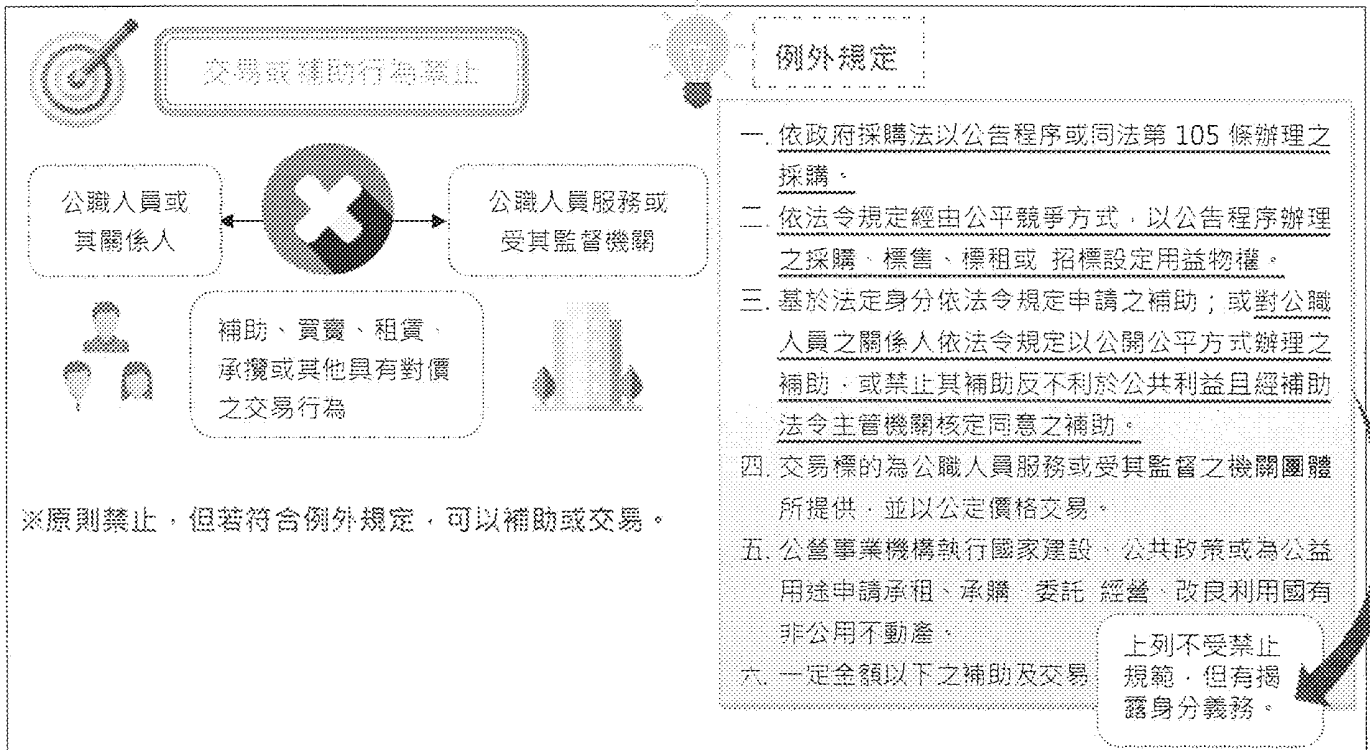 交易或補助行為禁止
公職人員或
其關係人
公職人員服務或
受其監督機關
補助、買賣、租賃、
承攬或其他具有對價
之交易行為
※原則禁止，但若符合例外規定，可以補助或交易。
例外規定
一. 依政府採購法以公告程序或同法第 105 條辦理之
採購。
二. 依法令規定經由公平競爭方式，以公告程序辦理
之採購、標售、標租或 招標設定用益物權。
三. 基於法定身分依法令規定申請之補助；或對公職
人員之關係人依法令規定以公開公平方式辦理之
補助，或禁止其補助反不利於公共利益且經補助
法令主管機關核定同意之補助。
四. 交易標的為公職人員服務或受其監督之機關團體
所提供，並以公定價格交易。
五. 公營事業機構執行國家建設、公共政策或為公益
用途申請承租、承購、委託 經營、改良利用國有
非公用不動產。
六. 一定金額以下之補助及交易
上列不受禁止
規範，但有揭
露身分義務。